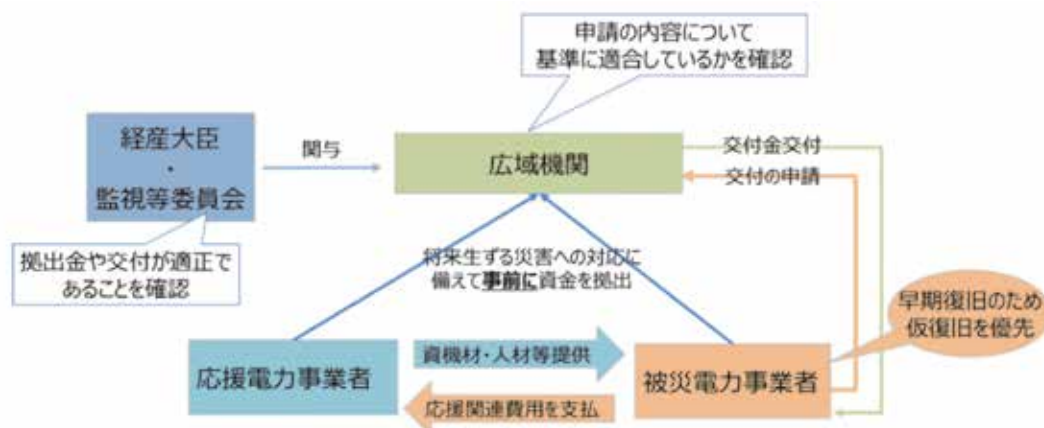 申請の内容について
基準に適合しているかを確認
経産大臣
・
監視等委員会
関与
広域機関
交付金交付
交付の申請
拠出金や交付が適正で
あることを確認
将来生ずる災害への対応に
備えて事前に資金を拠出
早期復旧のため
仮復旧を優先
応援電力事業者
資機材・人材等提供
被災電力事業者
応援関連費用を支払